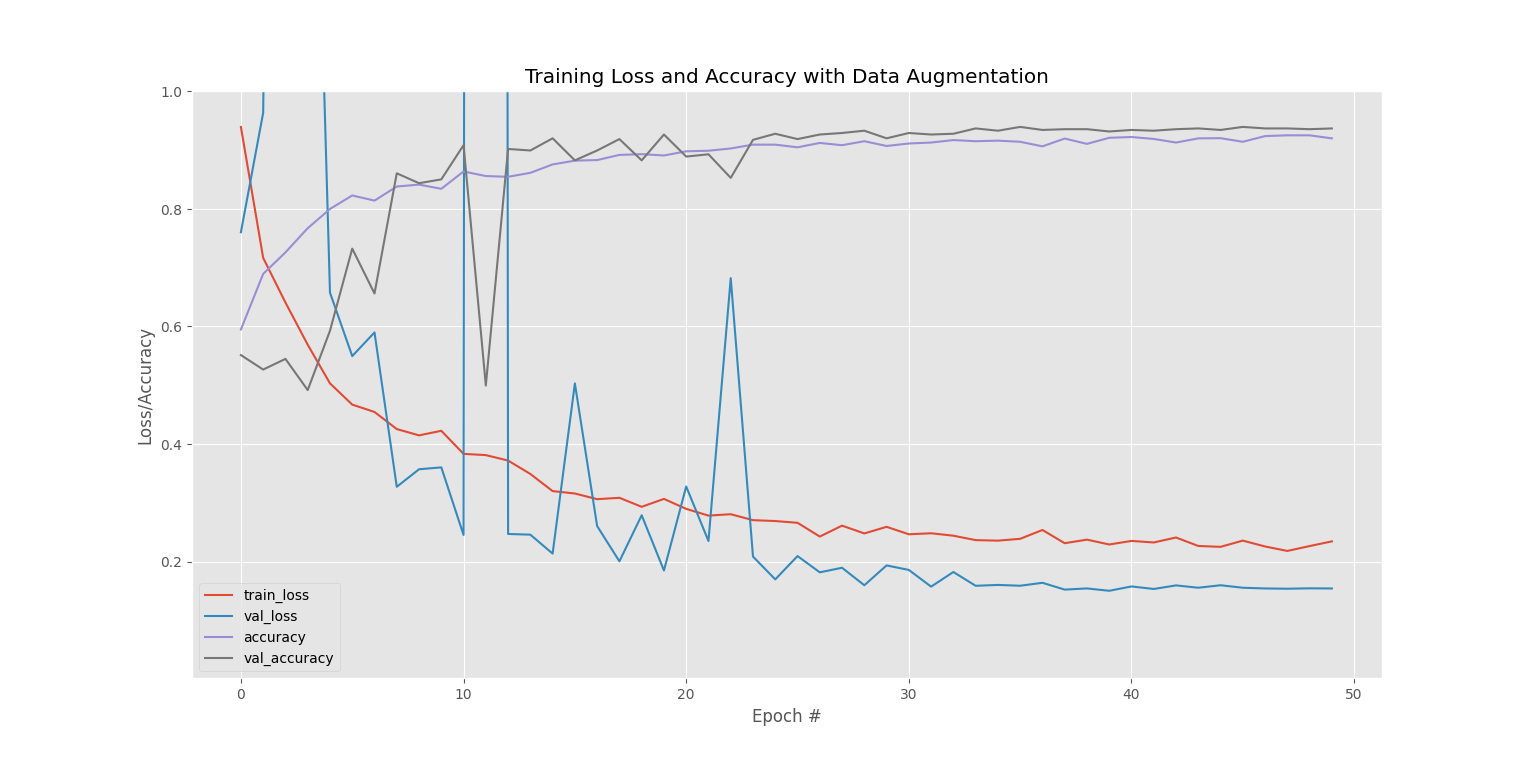 Training Loss and Accuracy with Data Augmentation
1.0
0.8
0.6
0.4
0.2
Loss/Accuracy
train_loss
val_loss
accuracy
val_accuracy
0 10 20 30 40 50
Epoch #